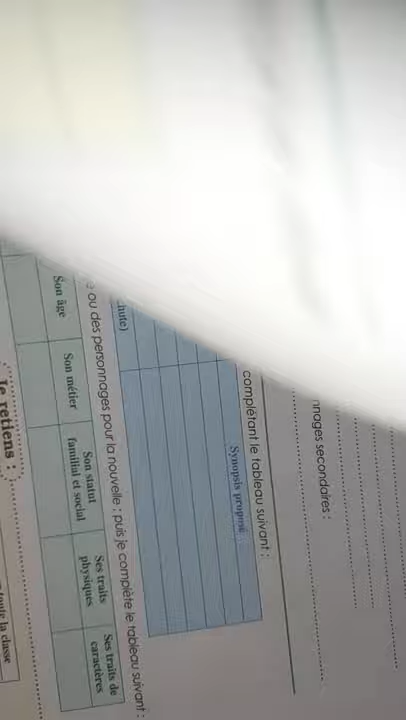 nnages secondaires :
complétant le tableau suivant :
Synopsis proposé
chute)
ou des personnages pour la nouvelle ; puis je complète le tableau suivant :
Son âge
Son métier
Son statut
familial et social
Ses traits
physiques
Ses traits de
caractères
Je retiens :
toute la classe